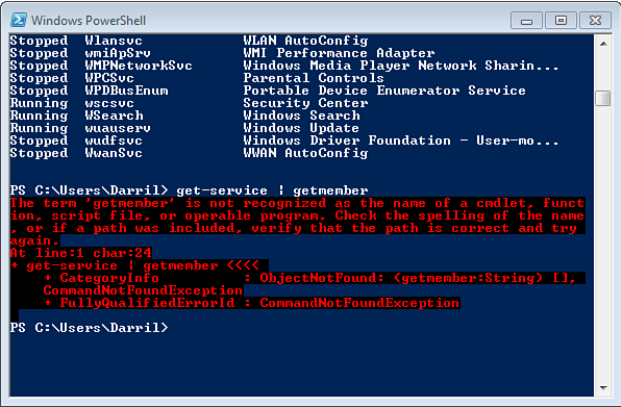 Windows PowerShell
Stopped Wlansvc WLAN AutoConfig
Stopped wmiApSrv WMI Performance Adapter
Stopped WMPNetworkSvc Windows Media Player Network Sharin...
Stopped WPCSvc Parental Controls
Stopped WPDBusEnum Portable Device Enumerator Service
Running wscsvc Security Center
Running WSearch Windows Search
Running wuauserv Windows Update
Stopped wudfsvc Windows Driver Foundation - User-mo...
Stopped WwanSvc WWAN AutoConfig
PS C:\Users\Darril> get-service | getmember
The term 'getmember' is not recognized as the name of a cmdlet, funct
ion, script file, or operable program. Check the spelling of the name
, or if a path was included, verify that the path is correct and try
again.
At line:1 char:24
+ get-service | getmember <<<<
+ CategoryInfo : ObjectNotFound: (getmember:String) [],
CommandNotFoundException
+ FullyQualifiedErrorId : CommandNotFoundException
PS C:\Users\Darril>